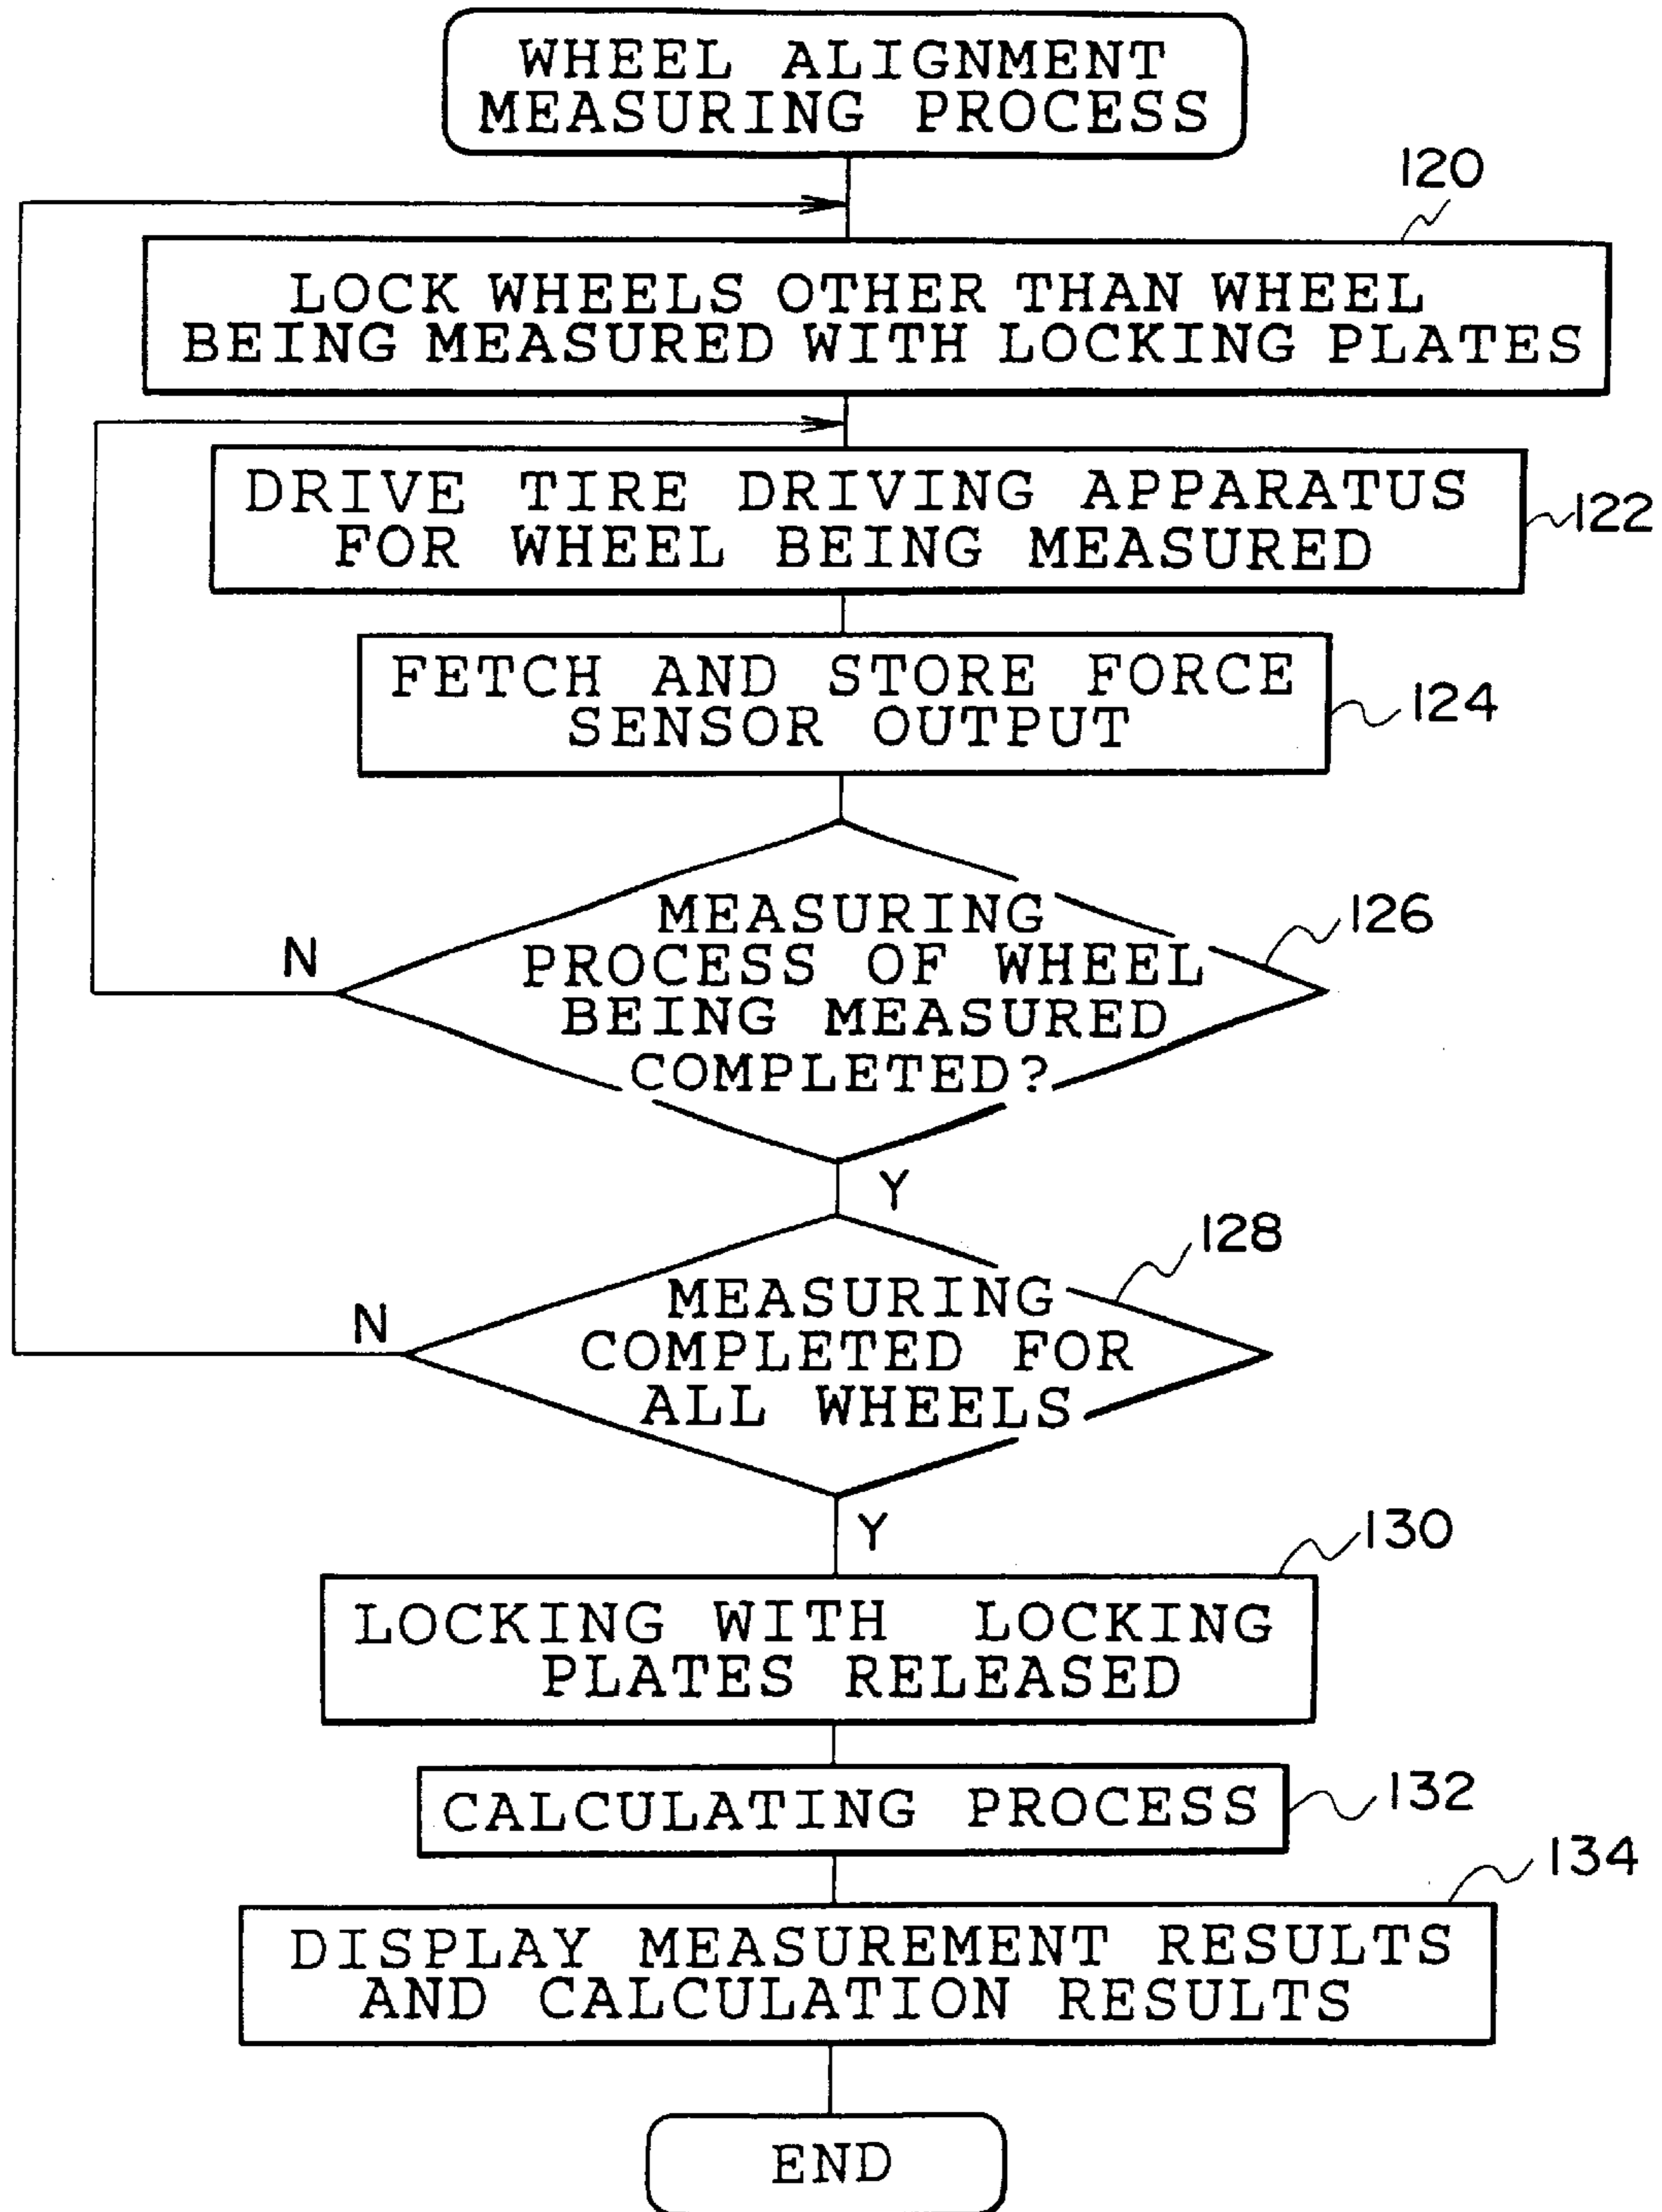 WHEEL ALIGNMENT
MEASURING PROCESS
120
LOCK WHEELS OTHER THAN WHEEL
BEING MEASURED WITH LOCKING PLATES
DRIVE TIRE DRIVING APPARATUS
FOR WHEEL BEING MEASURED
122
FETCH AND STORE FORCE
SENSOR OUTPUT
124
MEASURING
PROCESS OF WHEEL
BEING MEASURED
COMPLETED?
126
N
Y
128
MEASURING
COMPLETED FOR
ALL WHEELS
N
Y
130
LOCKING WITH LOCKING
PLATES RELEASED
CALCULATING PROCESS
132
134
DISPLAY MEASUREMENT RESULTS
AND CALCULATION RESULTS
END